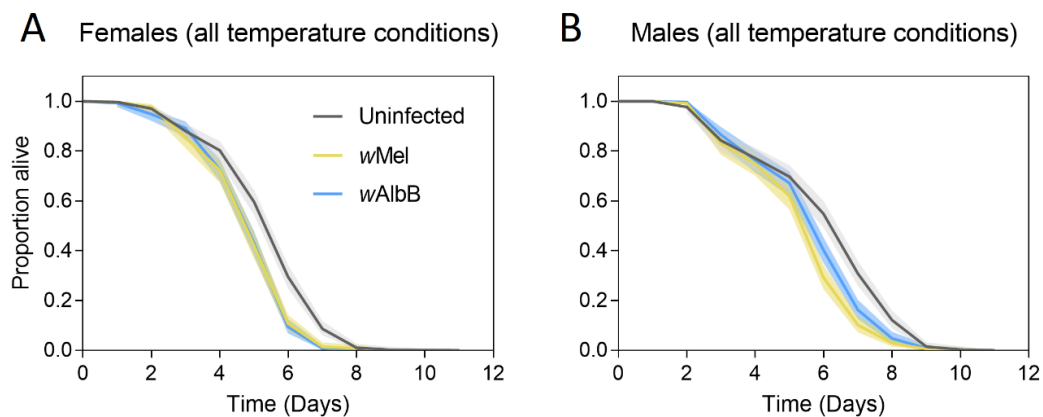 A Females (all temperature conditions)
Proportion alive
1.0
0.8
0.6
0.4
0.2
0.0
Uninfected
wMel
wAlbB
0 2 4 6 8 10 12
Time (Days)
B Males (all temperature conditions)
1.0
0.8
0.6
0.4
0.2
0.0
0 2 4 6 8 10 12
Time (Days)